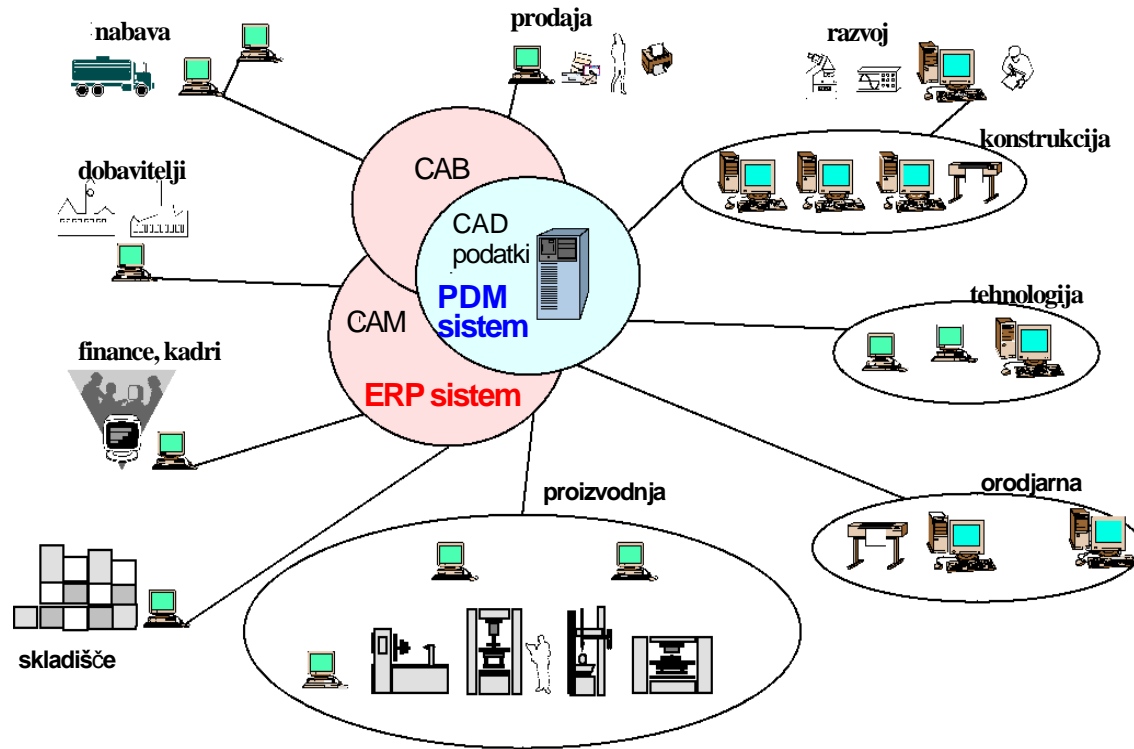 nabava
prodaja
razvoj
konstrukcija
dobavitelji
CAB
CAD
podatki
PDM
sistem
CAM
ERP sistem
tehnologija
finance, kadri
proizvodnja
orodjarna
skladišče